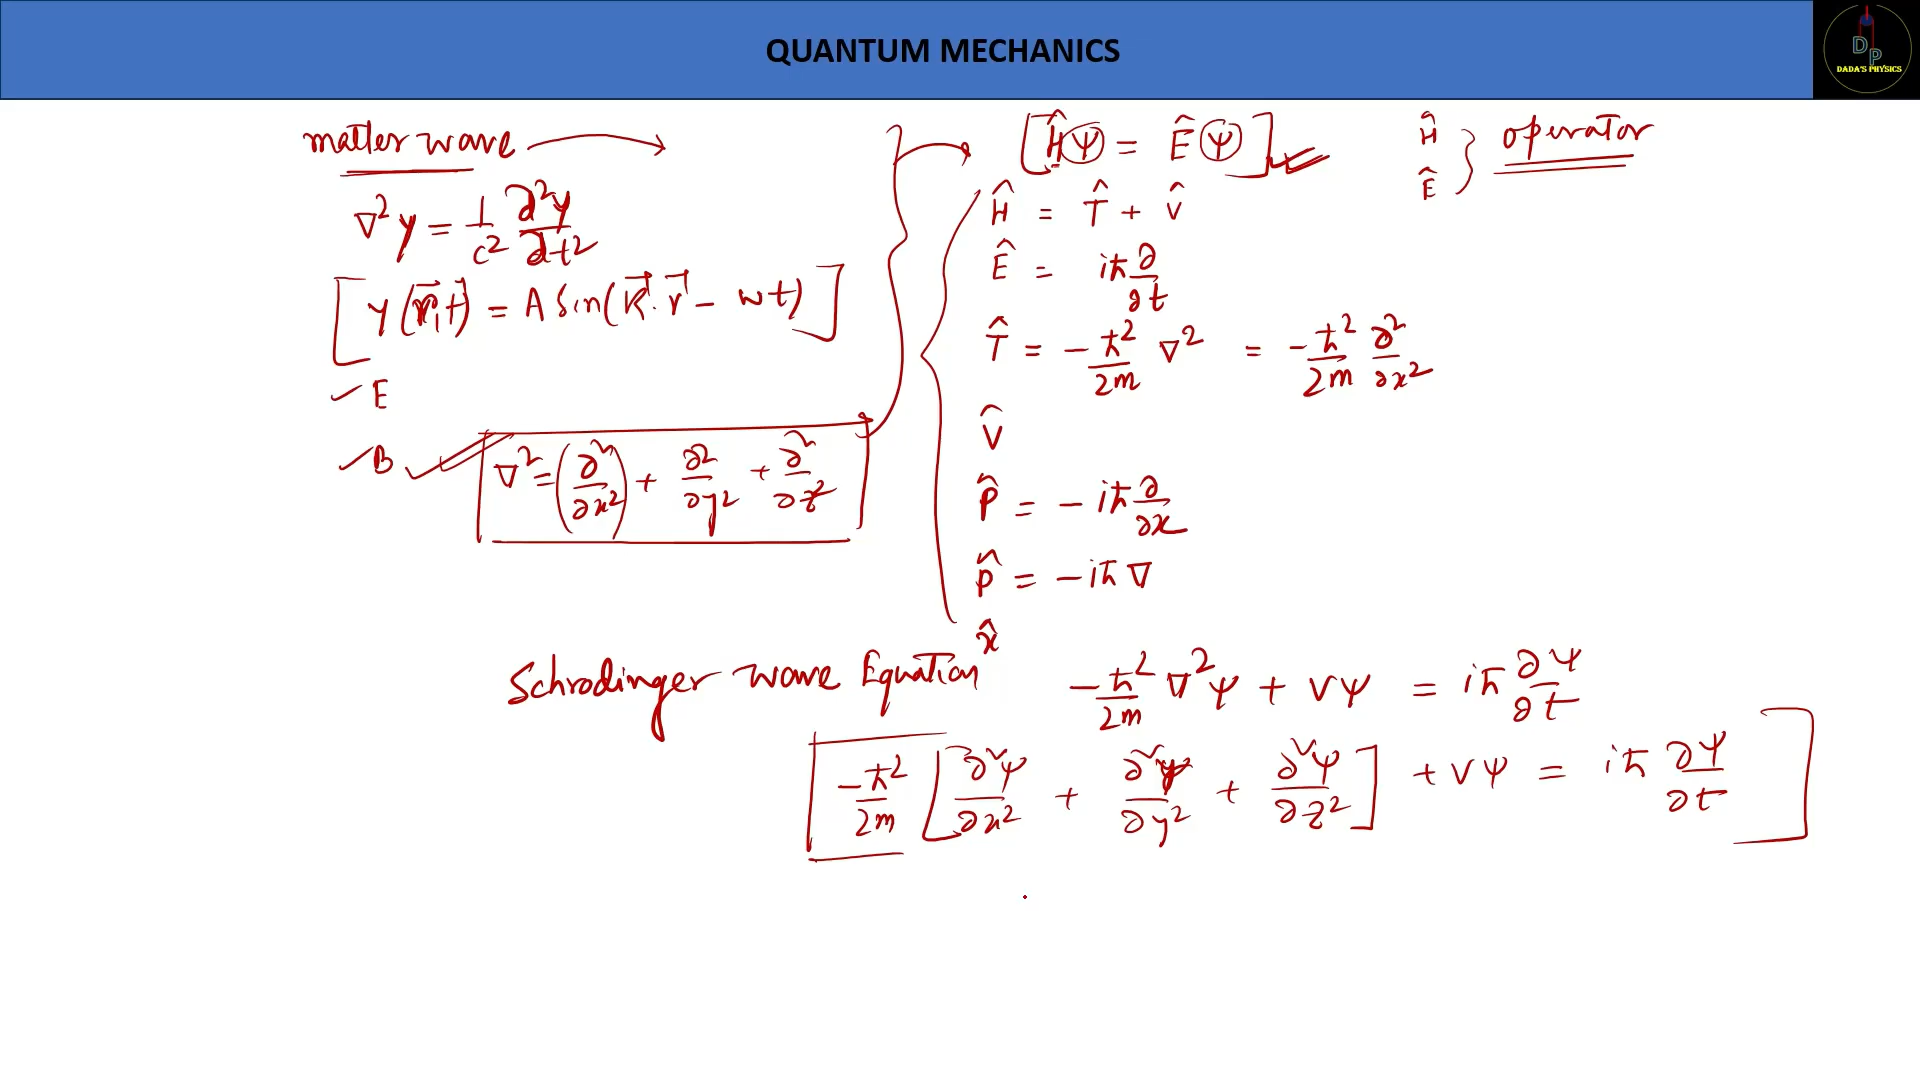 QUANTUM MECHANICS
DP
DADA'S PHYSICS
matter wave →
∇²y = 1/c² ∂²y/∂t²
[y(r⃗,t) = A Sin(k⃗.r⃗ - wt)]
✓ E
✓ B
∇² = (∂²/∂x²) + ∂²/∂y² + ∂²/∂z²
[Ĥψ = Êψ]
Ĥ
Ê } operator
Ĥ = T̂ + V̂
Ê = iħ ∂/∂t
T̂ = -ħ²/2m ∇² = -ħ²/2m ∂²/∂x²
V̂
p̂ = -iħ ∂/∂x
p̂ = -iħ∇
x̂
Schrodinger wave Equation
-ħ²/2m ∇²ψ + Vψ = iħ ∂ψ/∂t
[-ħ²/2m [∂²ψ/∂x² + ∂²ψ/∂y² + ∂²ψ/∂z²] + Vψ = iħ ∂ψ/∂t]